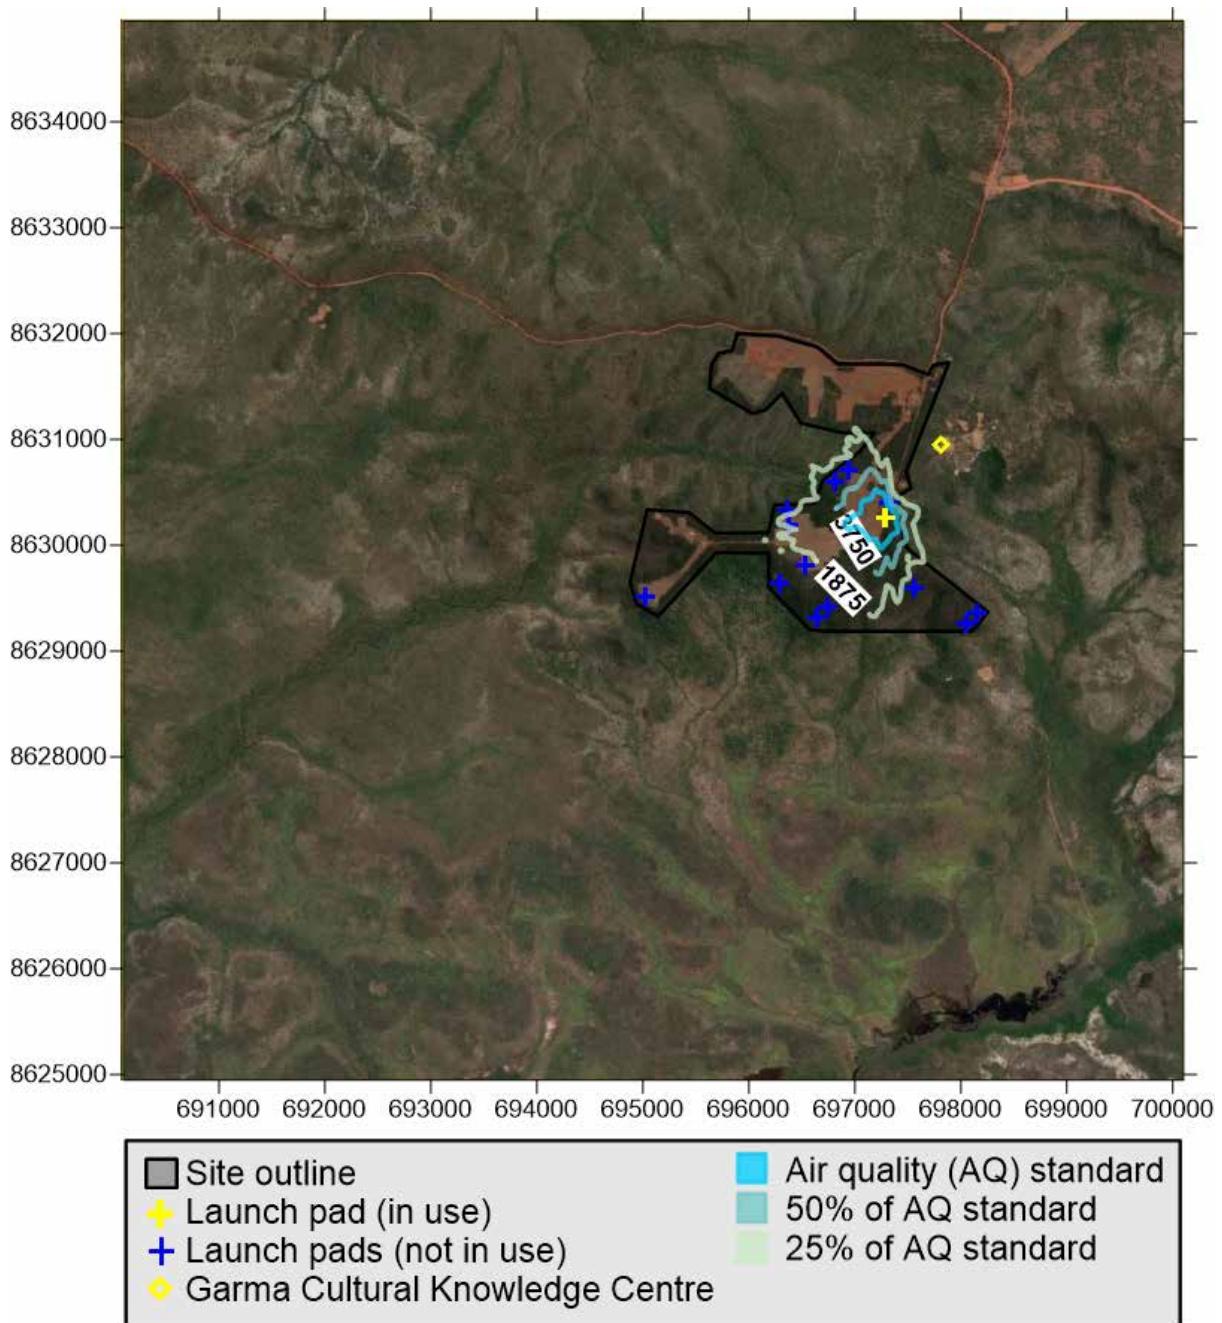 8634000
8633000
8632000
8631000
8630000
8629000
8628000
8627000
8626000
8625000
3750
1875
691000 692000 693000 694000 695000 696000 697000 698000 699000 700000
Site outline
Launch pad (in use)
Launch pads (not in use)
Garma Cultural Knowledge Centre
Air quality (AQ) standard
50% of AQ standard
25% of AQ standard